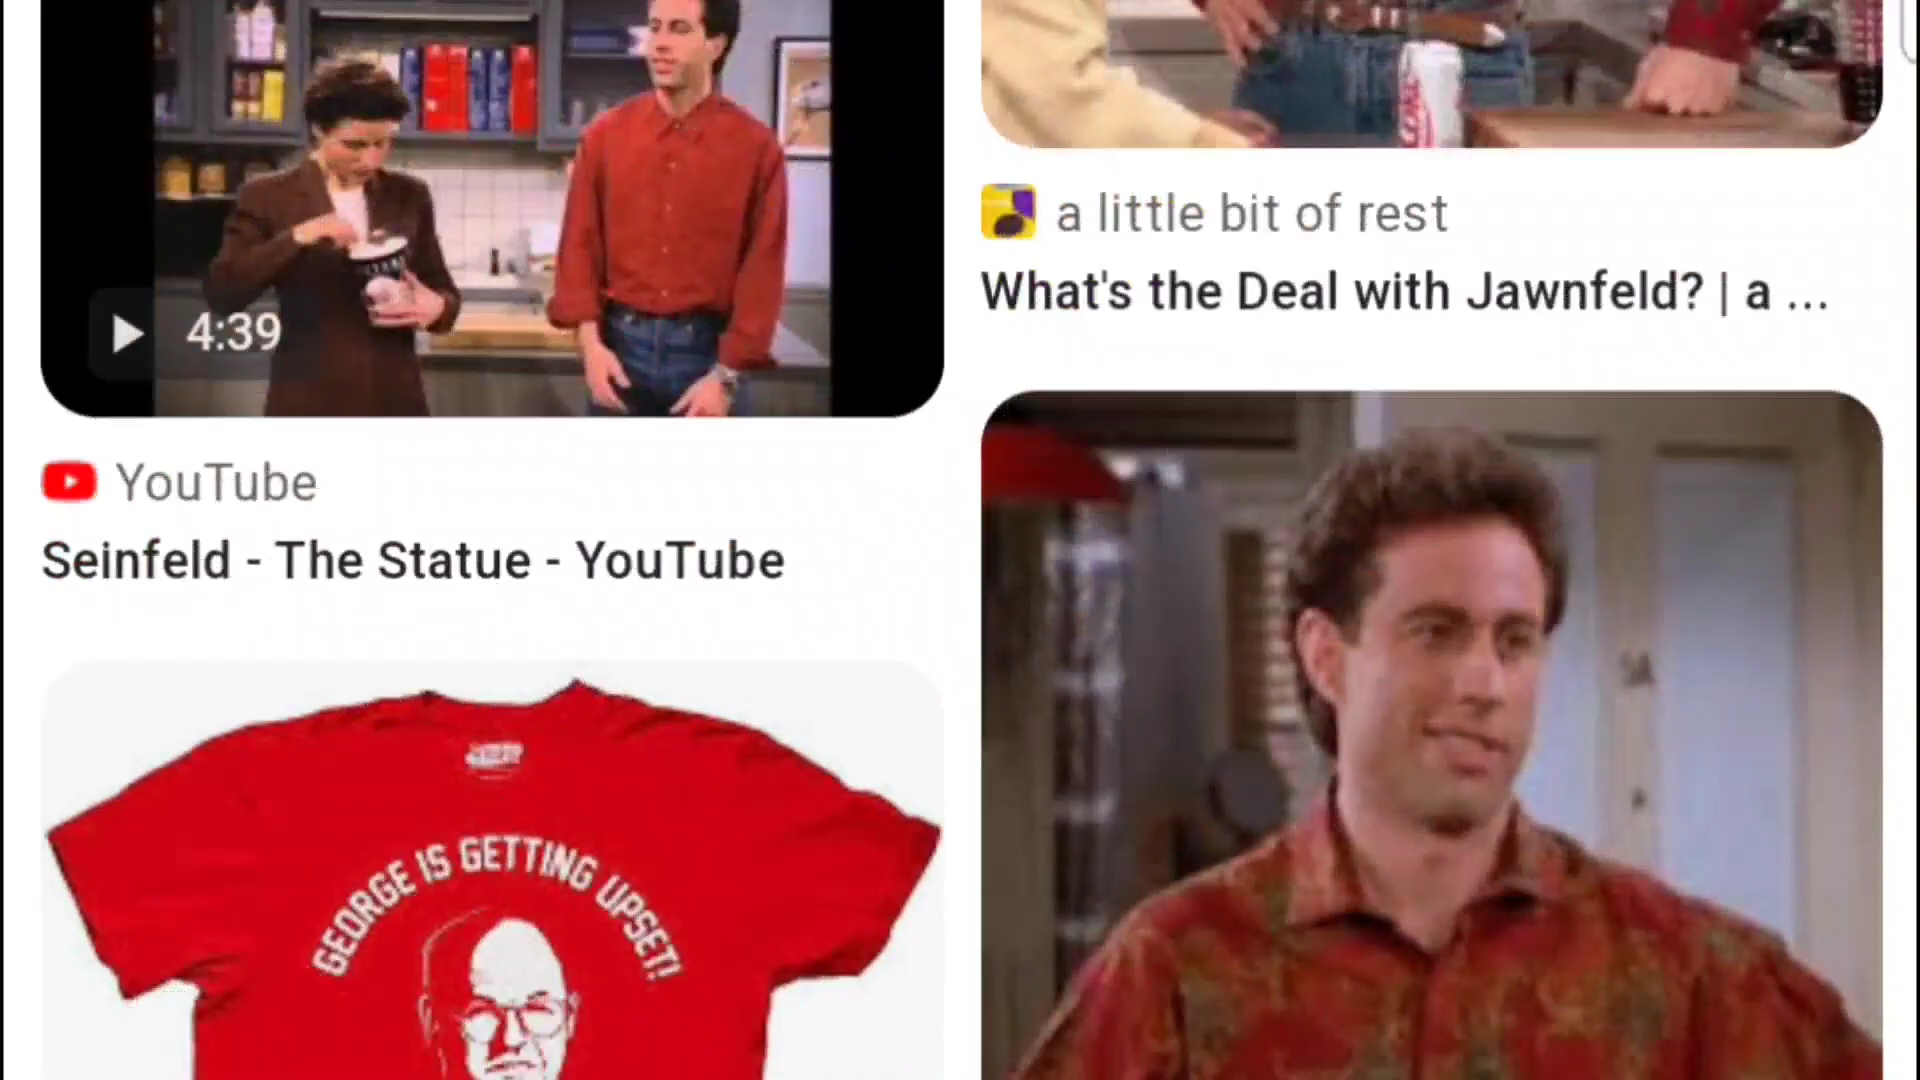 4:39
YouTube
Seinfeld - The Statue - YouTube
GEORGE IS GETTING UPSET!
a little bit of rest
What's the Deal with Jawnfeld? | a ...
5A